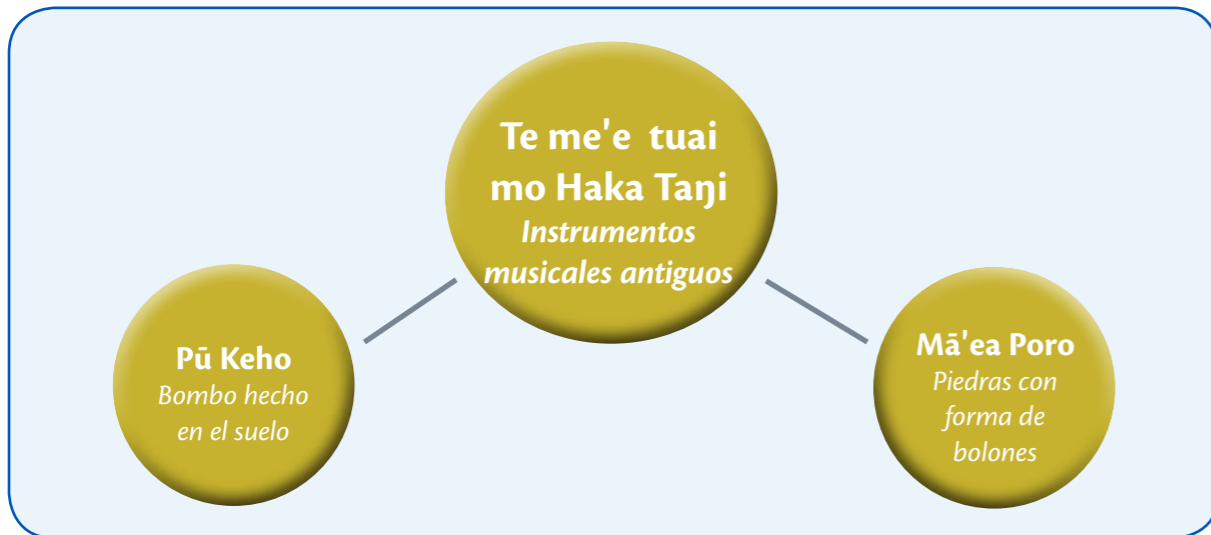 Te me'e tuai
mo Haka Taŋi
Instrumentos
musicales antiguos
Pū Keho
Bombo hecho
en el suelo
Mā'ea Poro
Piedras con
forma de
bolones